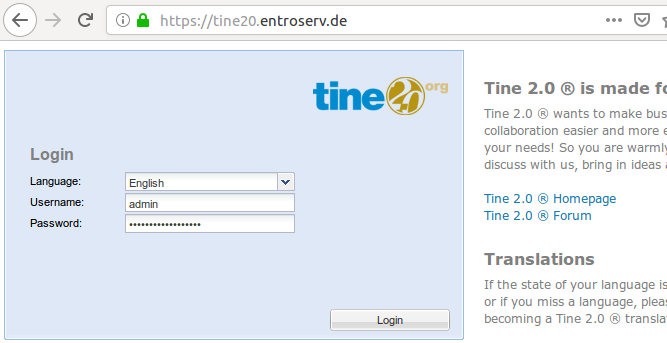 https://tine20.entroserv.de
tine 2.0 org
Login
Language: English
Username: admin
Password: ••••••••••••••••••
Login
Tine 2.0 ® is made fo
Tine 2.0 ® wants to make bus
collaboration easier and more e
your needs! So you are warmly
discuss with us, bring in ideas a
Tine 2.0 ® Homepage
Tine 2.0 ® Forum
Translations
If the state of your language is
or if you miss a language, pleas
becoming a Tine 2.0 ® translat